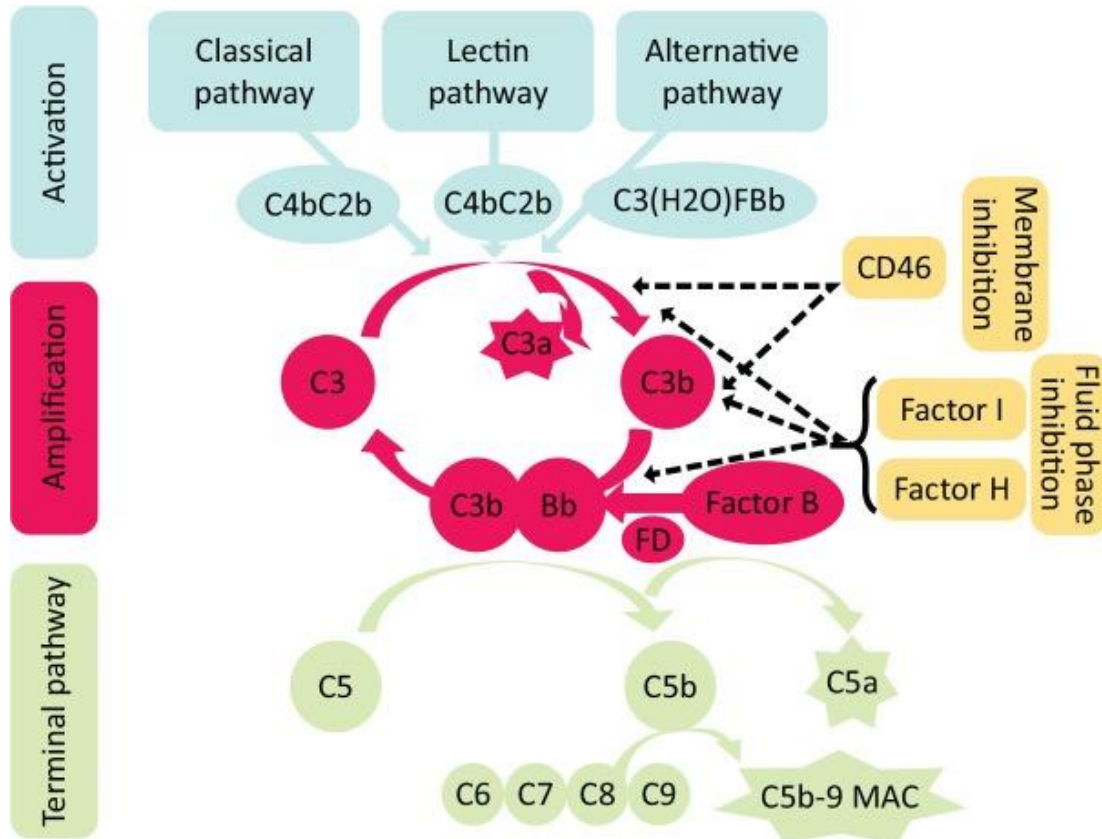 Activation
Classical
pathway
Lectin
pathway
Alternative
pathway
C4bC2b
C4bC2b
C3(H2O)FBb
Membrane
inhibition
CD46
Amplification
C3
C3a
C3b
Fluid phase
inhibition
Factor I
Factor H
C3b
Bb
Factor B
FD
Terminal pathway
C5
C5b
C5a
C6
C7
C8
C9
C5b-9 MAC